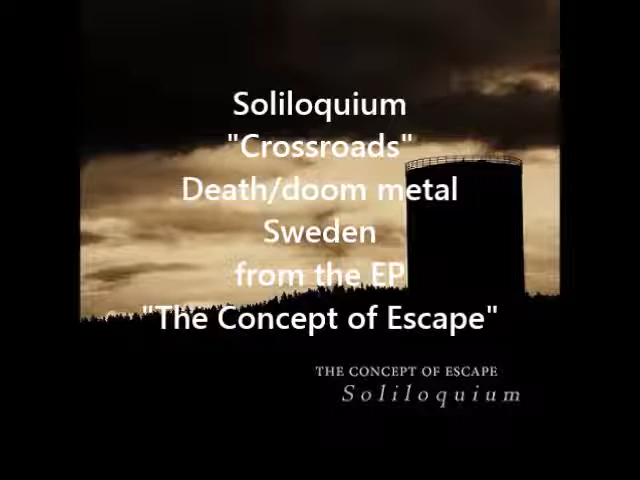 Soliloquium
"Crossroads"
Death/doom metal
Sweden
from the EP
"The Concept of Escape"
THE CONCEPT OF ESCAPE
Soliloquium